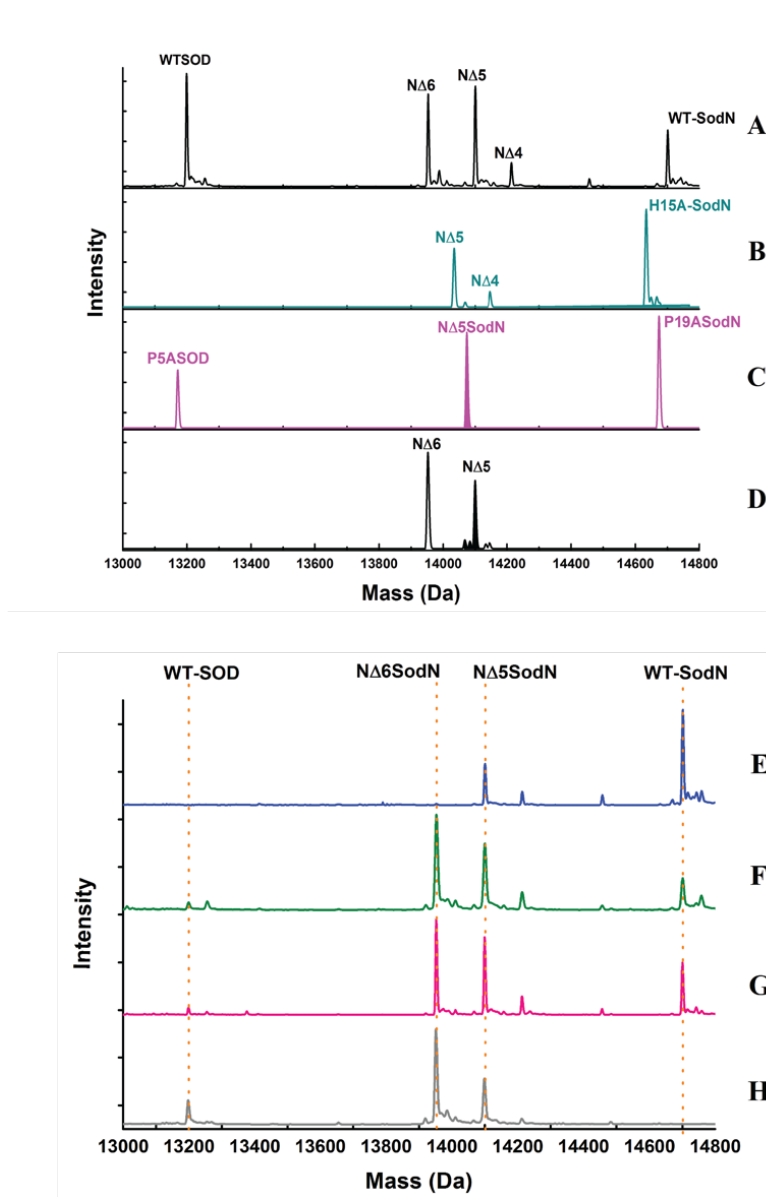 WTSOD
NΔ6
NΔ5
NΔ4
WT-SodN
A
H15A-SodN
NΔ5
NΔ4
B
P5ASOD
NΔ5SodN
P19ASodN
C
NΔ6
NΔ5
D
Intensity
13000 13200 13400 13600 13800 14000 14200 14400 14600 14800
Mass (Da)
WT-SOD NΔ6SodN NΔ5SodN WT-SodN
E
F
G
H
Intensity
13000 13200 13400 13600 13800 14000 14200 14400 14600 14800
Mass (Da)